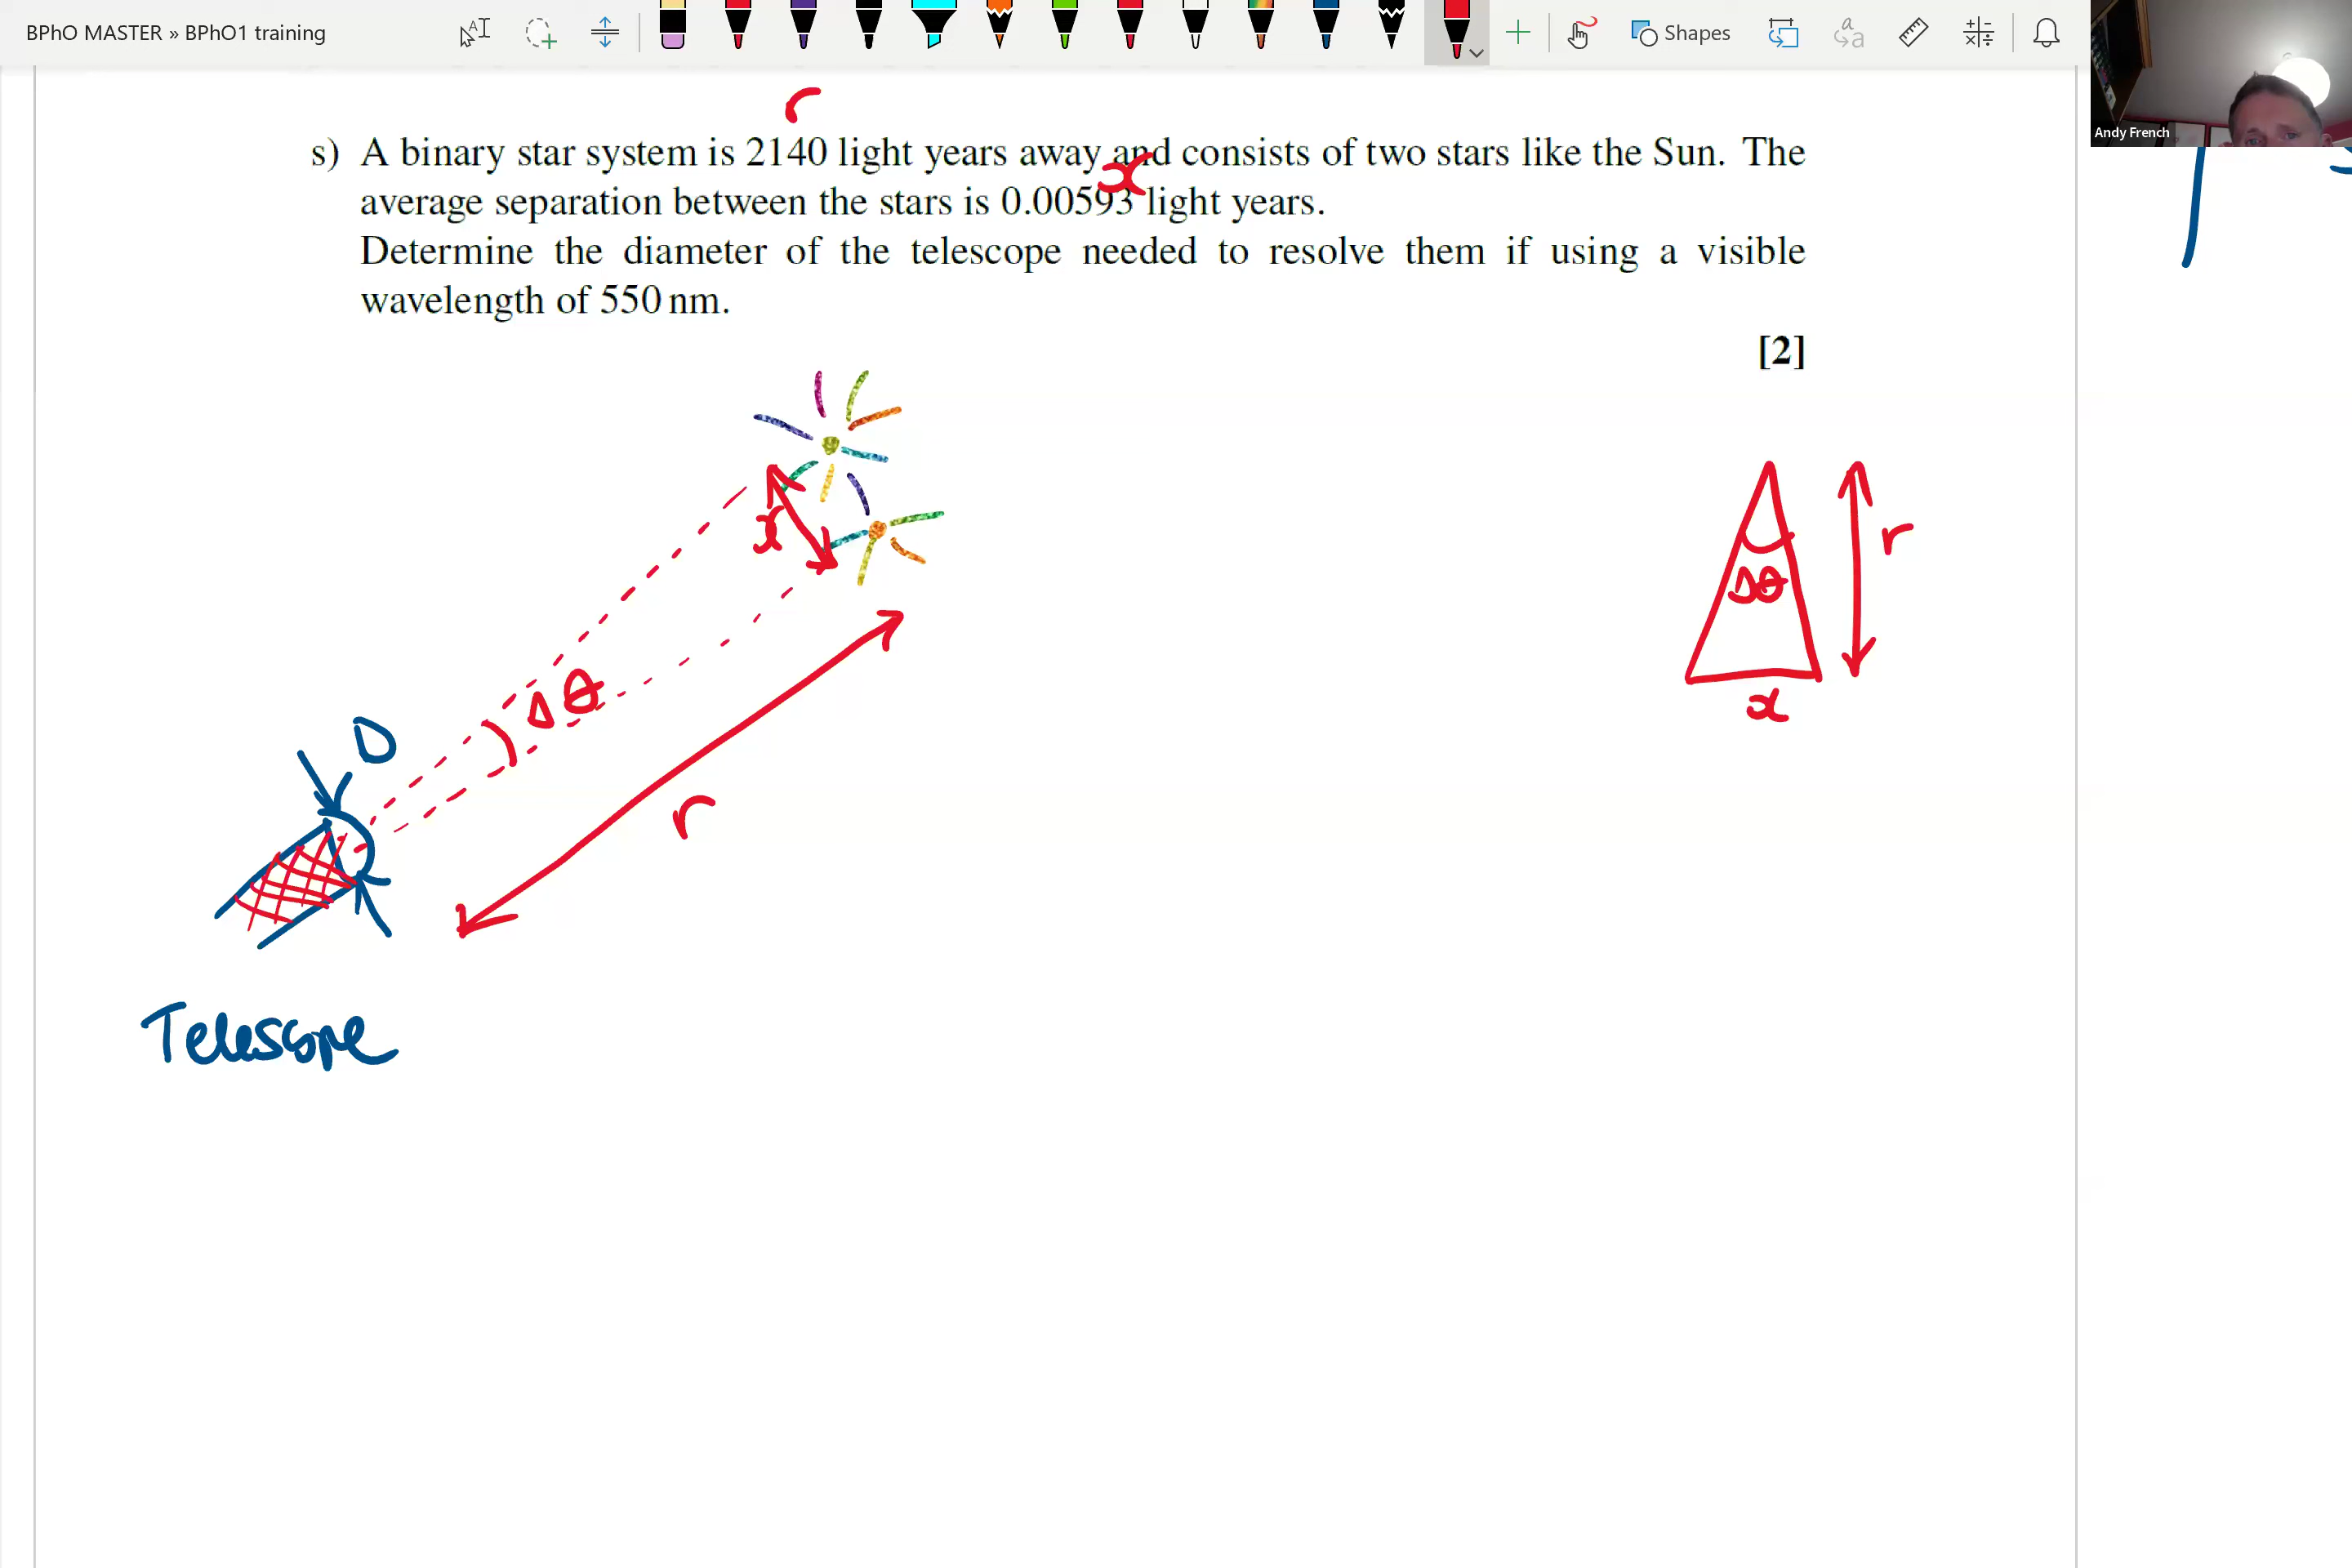 BPhO MASTER » BPhO1 training
Shapes
Andy French
r
s) A binary star system is 2140 light years away and consists of two stars like the Sun. The
x
average separation between the stars is 0.00593 light years.
Determine the diameter of the telescope needed to resolve them if using a visible
wavelength of 550 nm.
[2]
x
r
Δθ
Δθ
x
D
r
Telescope